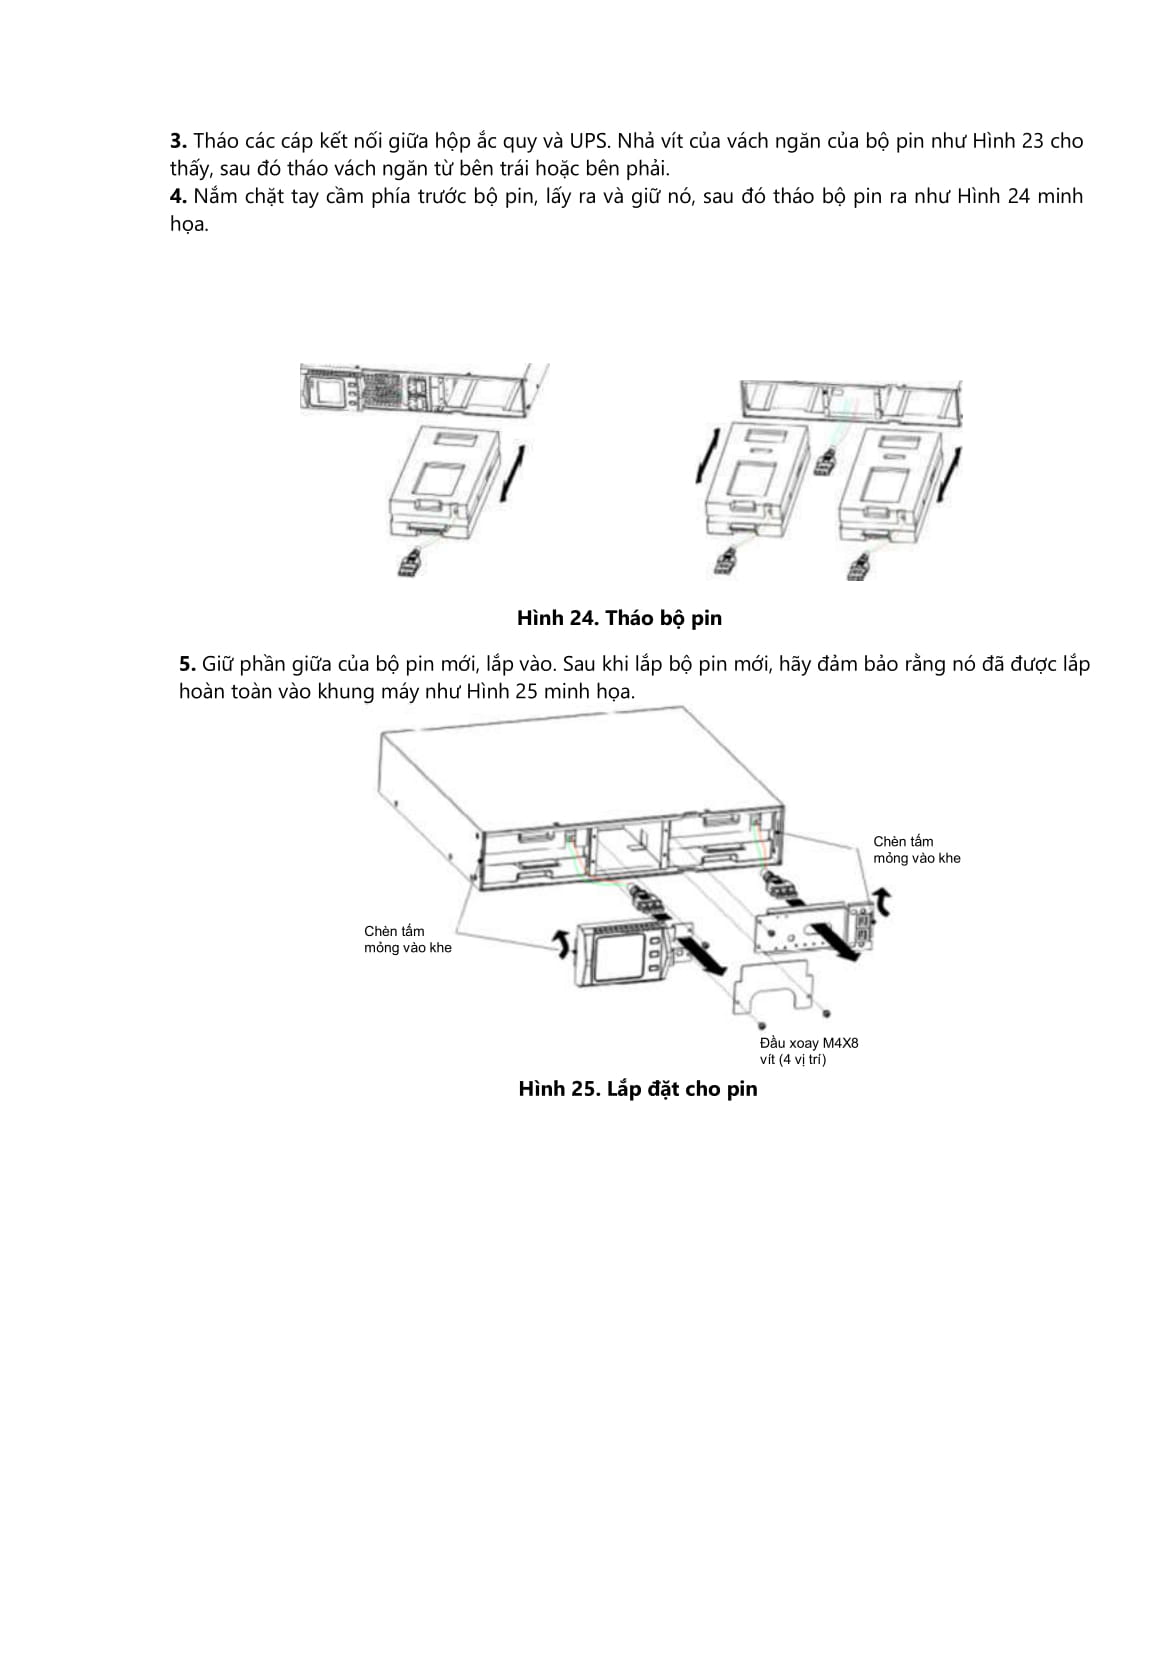 3. Tháo các cáp kết nối giữa hộp ắc quy và UPS. Nhả vít của vách ngăn của bộ pin như Hình 23 cho
thấy, sau đó tháo vách ngăn từ bên trái hoặc bên phải.
4. Nắm chặt tay cầm phía trước bộ pin, lấy ra và giữ nó, sau đó tháo bộ pin ra như Hình 24 minh
họa.
Hình 24. Tháo bộ pin
5. Giữ phần giữa của bộ pin mới, lắp vào. Sau khi lắp bộ pin mới, hãy đảm bảo rằng nó đã được lắp
hoàn toàn vào khung máy như Hình 25 minh họa.
Chèn tấm
mỏng vào khe
Chèn tấm
mỏng vào khe
Đầu xoay M4X8
vít (4 vị trí)
Hình 25. Lắp đặt cho pin